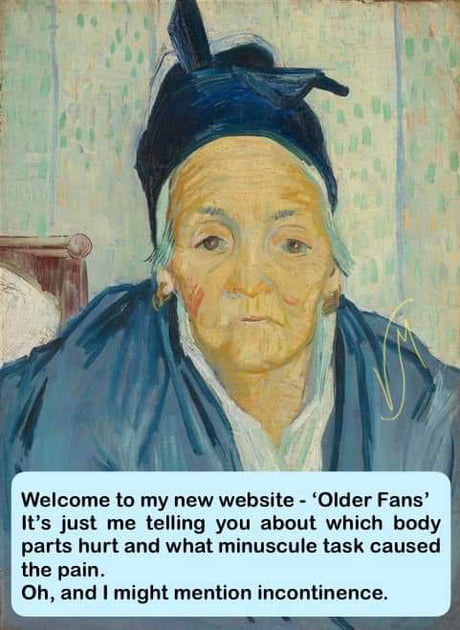 Welcome to my new website - ‘Older Fans’
It’s just me telling you about which body
parts hurt and what minuscule task caused
the pain.
Oh, and I might mention incontinence.